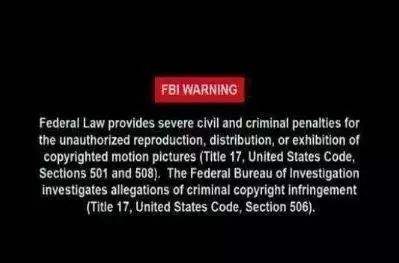 FBI WARNING
Federal Law provides severe civil and criminal penalties for
the unauthorized reproduction, distribution, or exhibition of
copyrighted motion pictures (Title 17, United States Code,
Sections 501 and 508). The Federal Bureau of Investigation
investigates allegations of criminal copyright infringement
(Title 17, United States Code, Section 506).